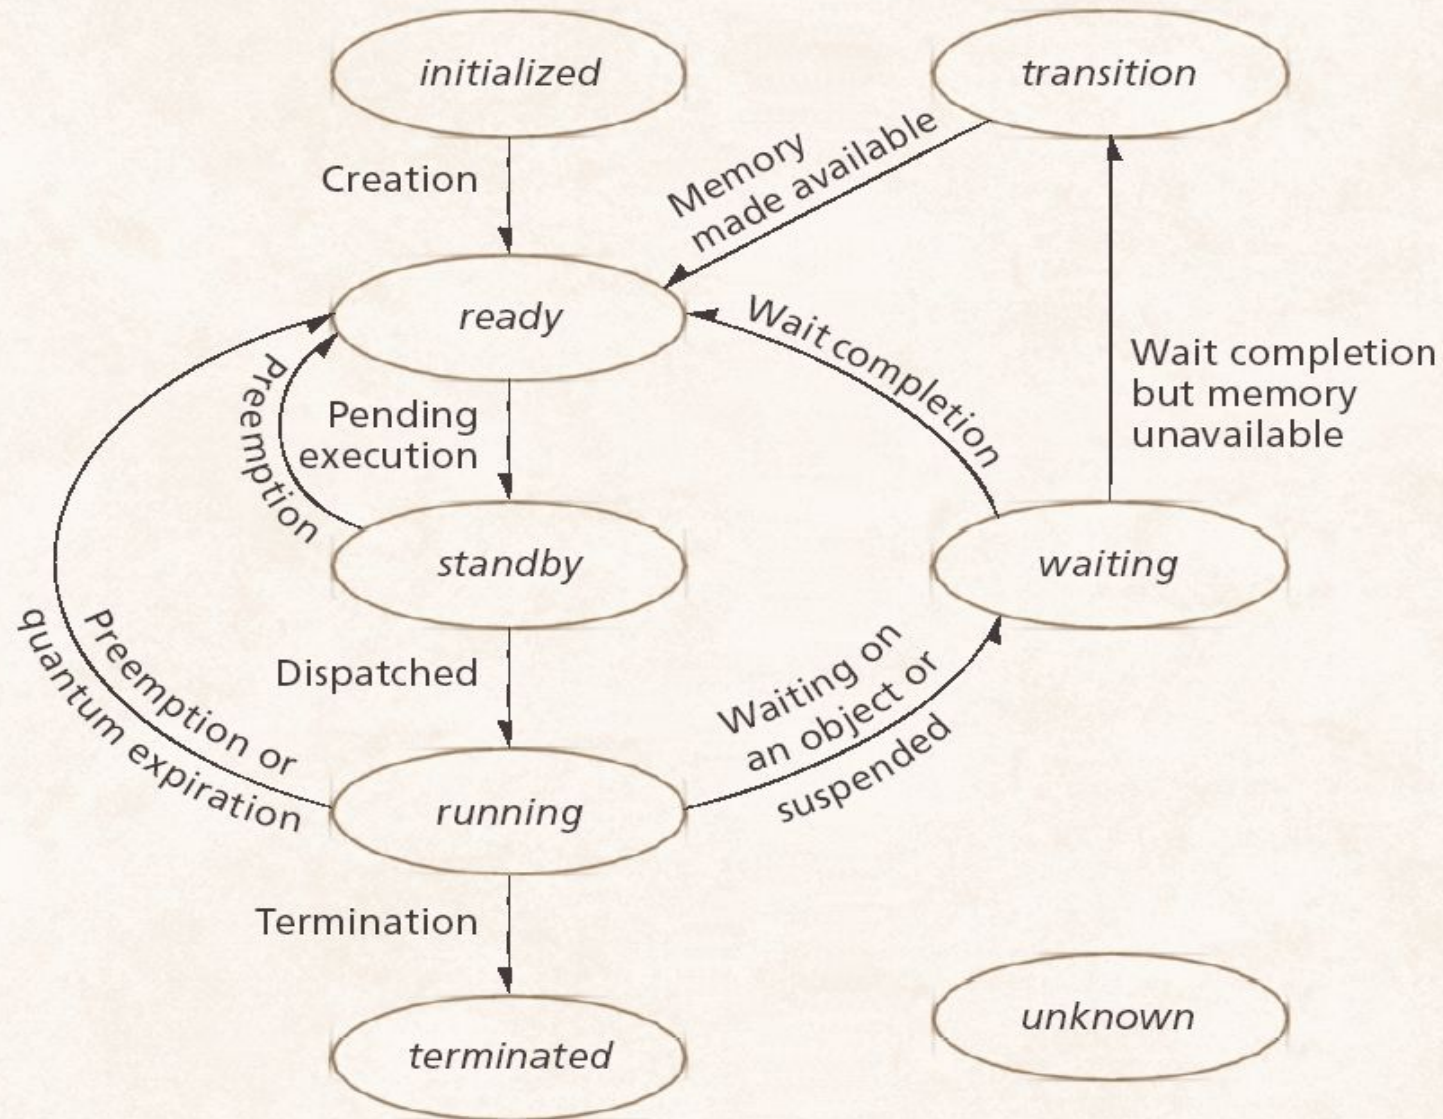 initialized
transition
Creation
Memory
made available
ready
Wait completion
Preemption
Pending
execution
Wait completion
but memory
unavailable
standby
waiting
Dispatched
Preemption or
quantum expiration
Waiting on
an object or
suspended
running
Termination
terminated
unknown